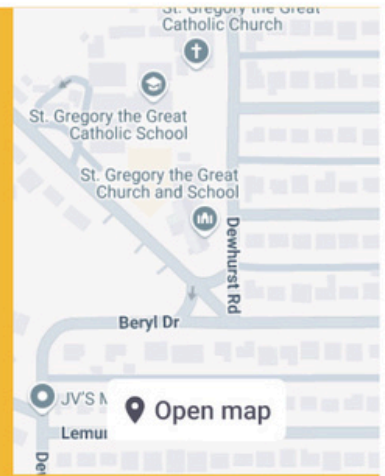 St. Gregory the Great
Catholic Church
St. Gregory the Great
Catholic School
St. Gregory the Great
Church and School
Dewhurst Rd
Beryl Dr
JV'S
Open map